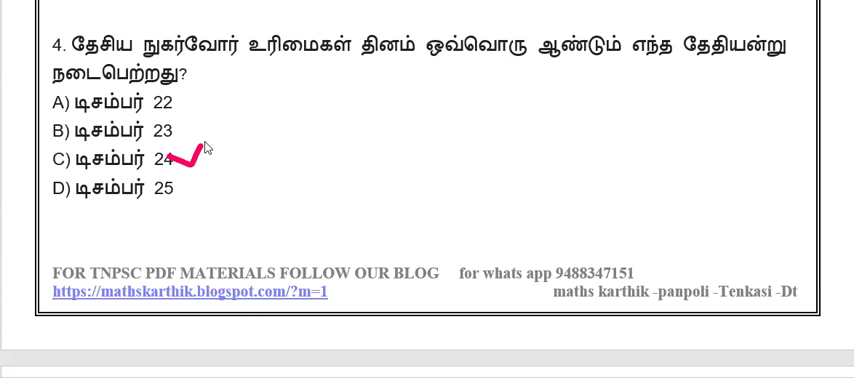 4. தேசிய நுகர்வோர் உரிமைகள் தினம் ஒவ்வொரு ஆண்டும் எந்த தேதியன்று
நடைபெற்றது?
A) டிசம்பர் 22
B) டிசம்பர் 23
C) டிசம்பர் 24
D) டிசம்பர் 25
FOR TNPSC PDF MATERIALS FOLLOW OUR BLOG for whats app 9488347151
https://mathskarthik.blogspot.com/?m=1 maths karthik -panpoli -Tenkasi -Dt